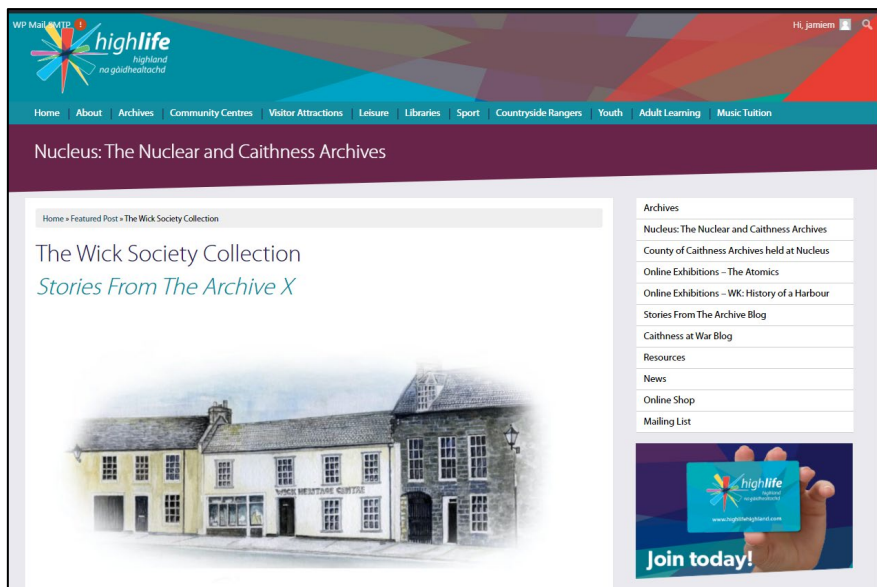 WP Mail SMTP !
Hi, jamiem
highlife
highland
na gàidhealtachd
Home | About | Archives | Community Centres | Visitor Attractions | Leisure | Libraries | Sport | Countryside Rangers | Youth | Adult Learning | Music Tuition
Nucleus: The Nuclear and Caithness Archives
Home » Featured Post » The Wick Society Collection
The Wick Society Collection
Stories From The Archive X
WICK HERITAGE CENTRE
Archives
Nucleus: The Nuclear and Caithness Archives
County of Caithness Archives held at Nucleus
Online Exhibitions – The Atomics
Online Exhibitions – WK: History of a Harbour
Stories From The Archive Blog
Caithness at War Blog
Resources
News
Online Shop
Mailing List
highlife
highland
na gàidhealtachd
www.highlifehighland.com
Join today!